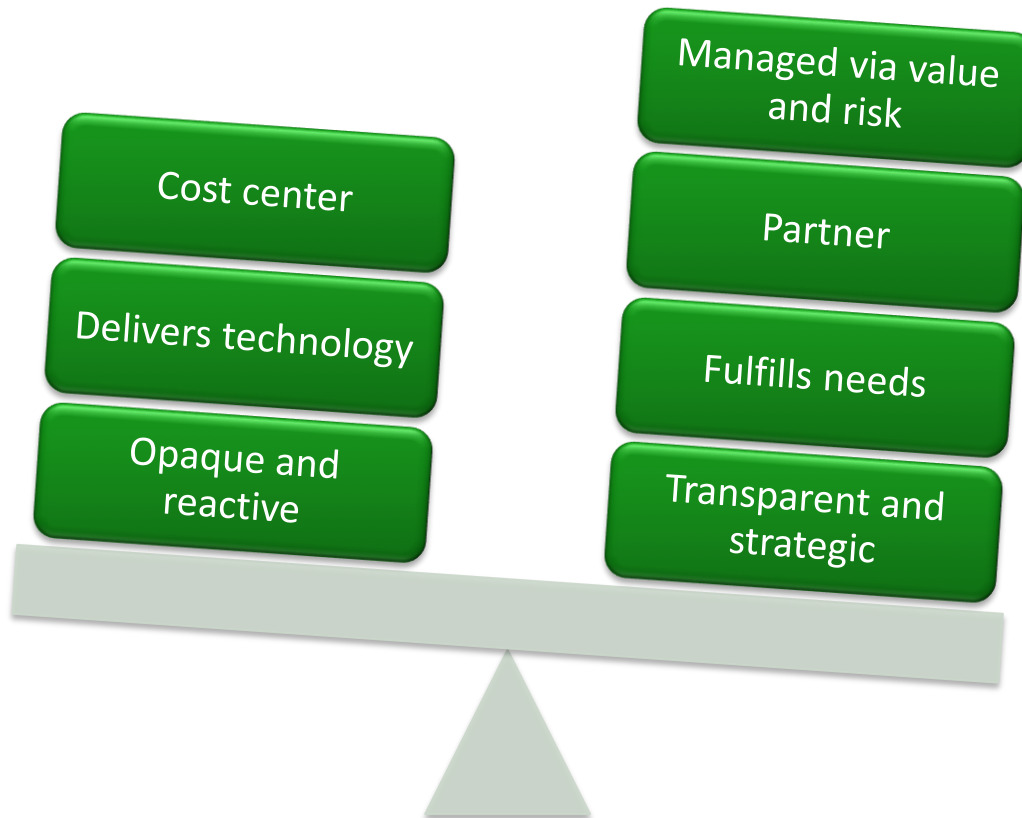 Cost center
Delivers technology
Opaque and
reactive
Managed via value
and risk
Partner
Fulfills needs
Transparent and
strategic